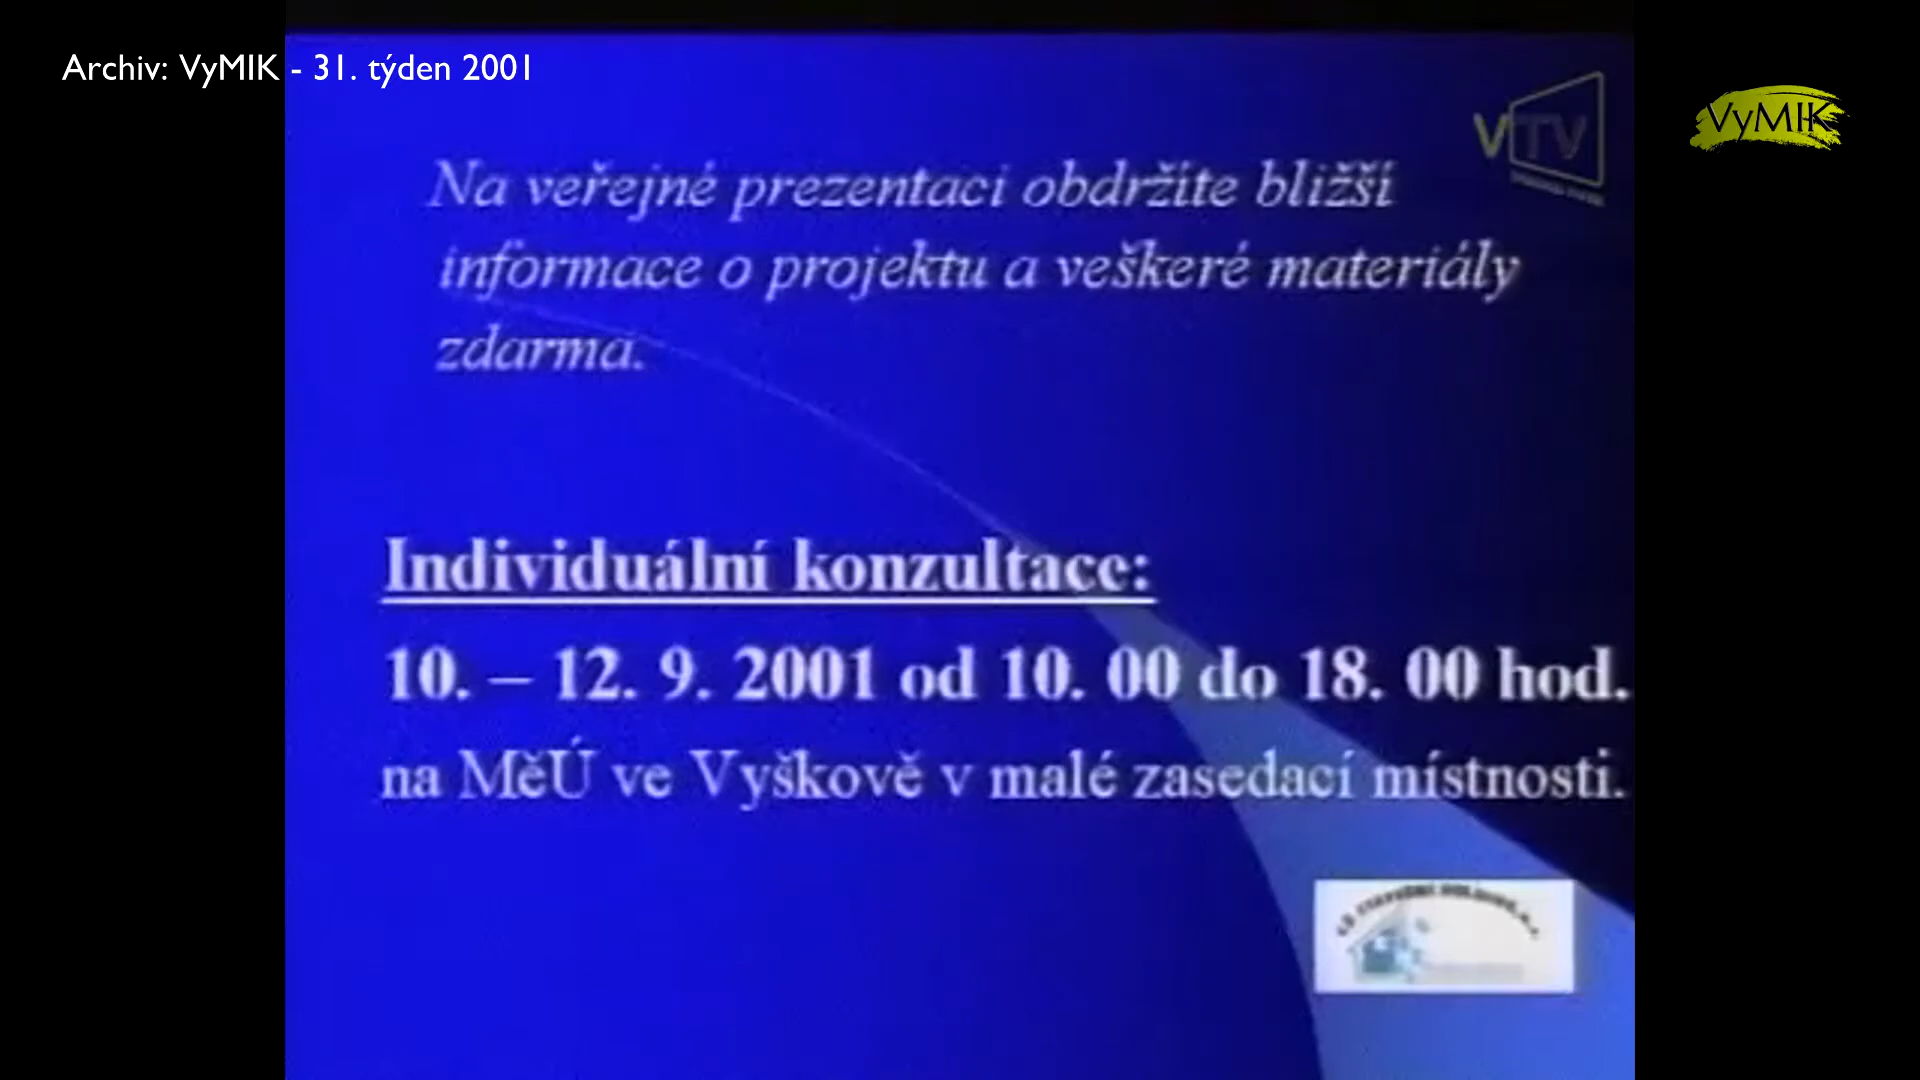 Archiv: VyMIK - 31. týden 2001
VTV
VyMIK
Na veřejné prezentaci obdržíte bližší
informace o projektu a veškeré materiály
zdarma.
Individuální konzultace:
10. – 12. 9. 2001 od 10. 00 do 18. 00 hod.
na MěÚ ve Vyškově v malé zasedací místnosti.